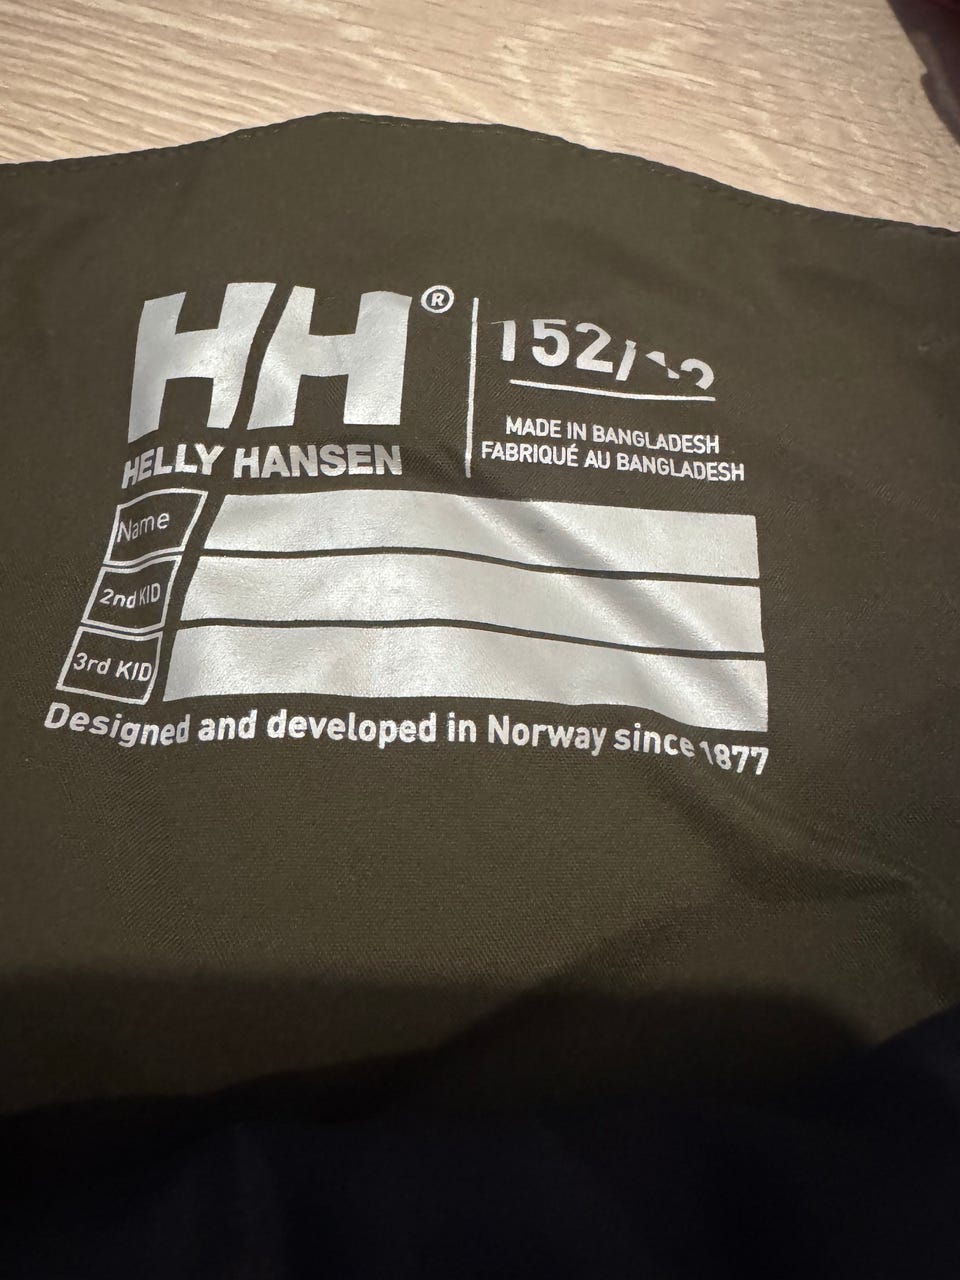 HH®
HELLY HANSEN
152/
MADE IN BANGLADESH
FABRIQUÉ AU BANGLADESH
Name
2nd KID
3rd KID
Designed and developed in Norway since 1877